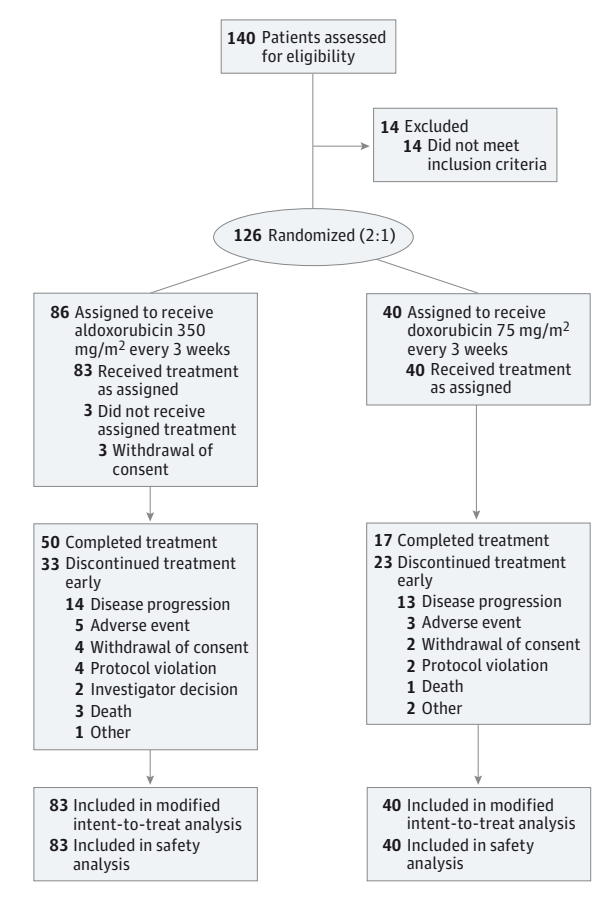 140 Patients assessed
for eligibility
14 Excluded
14 Did not meet
inclusion criteria
126 Randomized (2:1)
86 Assigned to receive
aldoxorubicin 350
mg/m² every 3 weeks
83 Received treatment
as assigned
3 Did not receive
assigned treatment
3 Withdrawal of
consent
40 Assigned to receive
doxorubicin 75 mg/m²
every 3 weeks
40 Received treatment
as assigned
50 Completed treatment
33 Discontinued treatment
early
14 Disease progression
5 Adverse event
4 Withdrawal of consent
4 Protocol violation
2 Investigator decision
3 Death
1 Other
17 Completed treatment
23 Discontinued treatment
early
13 Disease progression
3 Adverse event
2 Withdrawal of consent
2 Protocol violation
1 Death
2 Other
83 Included in modified
intent-to-treat analysis
83 Included in safety
analysis
40 Included in modified
intent-to-treat analysis
40 Included in safety
analysis